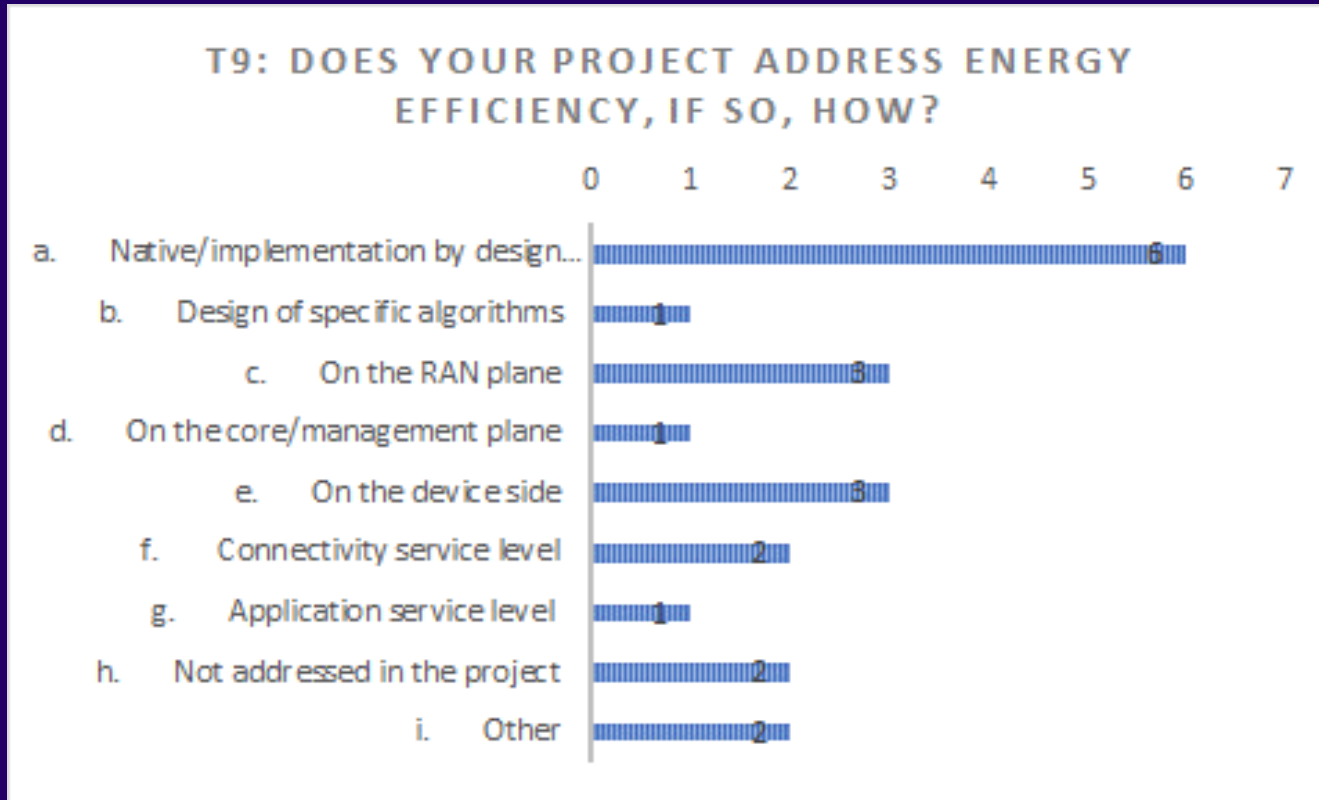 T9: DOES YOUR PROJECT ADDRESS ENERGY
EFFICIENCY, IF SO, HOW?
0 1 2 3 4 5 6 7
a. Native/implementation by design... 6
b. Design of specific algorithms 1
c. On the RAN plane 3
d. On the core/management plane 1
e. On the device side 3
f. Connectivity service level 2
g. Application service level 1
h. Not addressed in the project 2
i. Other 2